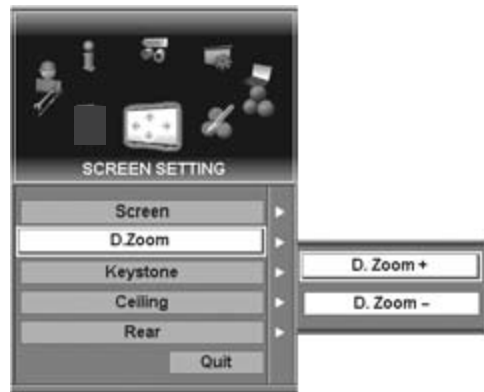 SCREEN SETTING
Screen
D.Zoom
Keystone
Ceiling
Rear
Quit
D. Zoom +
D. Zoom –